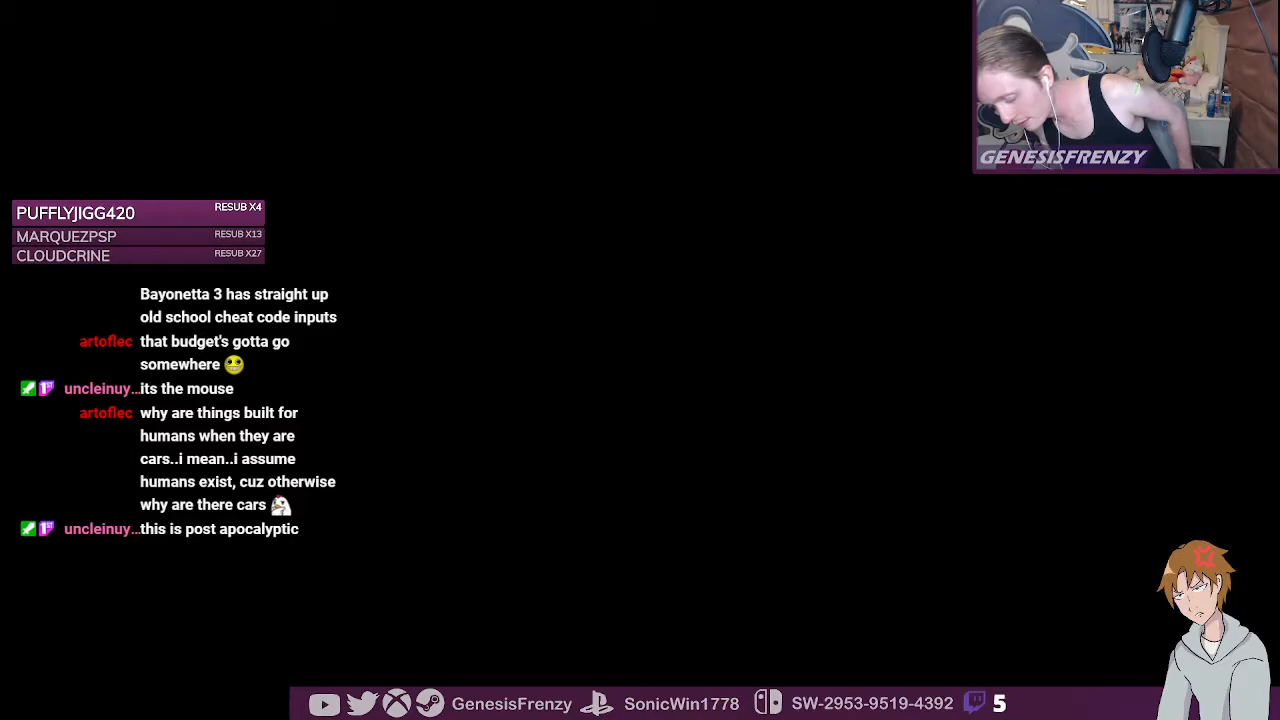 GENESISFRENZY
PUFFLYJIGG420 RESUB X4
MARQUEZPSP RESUB X13
CLOUDCRINE RESUB X27
Bayonetta 3 has straight up
old school cheat code inputs
artoflec that budget's gotta go
somewhere
uncleinuy... its the mouse
artoflec why are things built for
humans when they are
cars..i mean..i assume
humans exist, cuz otherwise
why are there cars
uncleinuy... this is post apocalyptic
GenesisFrenzy SonicWin1778 SW-2953-9519-4392 5